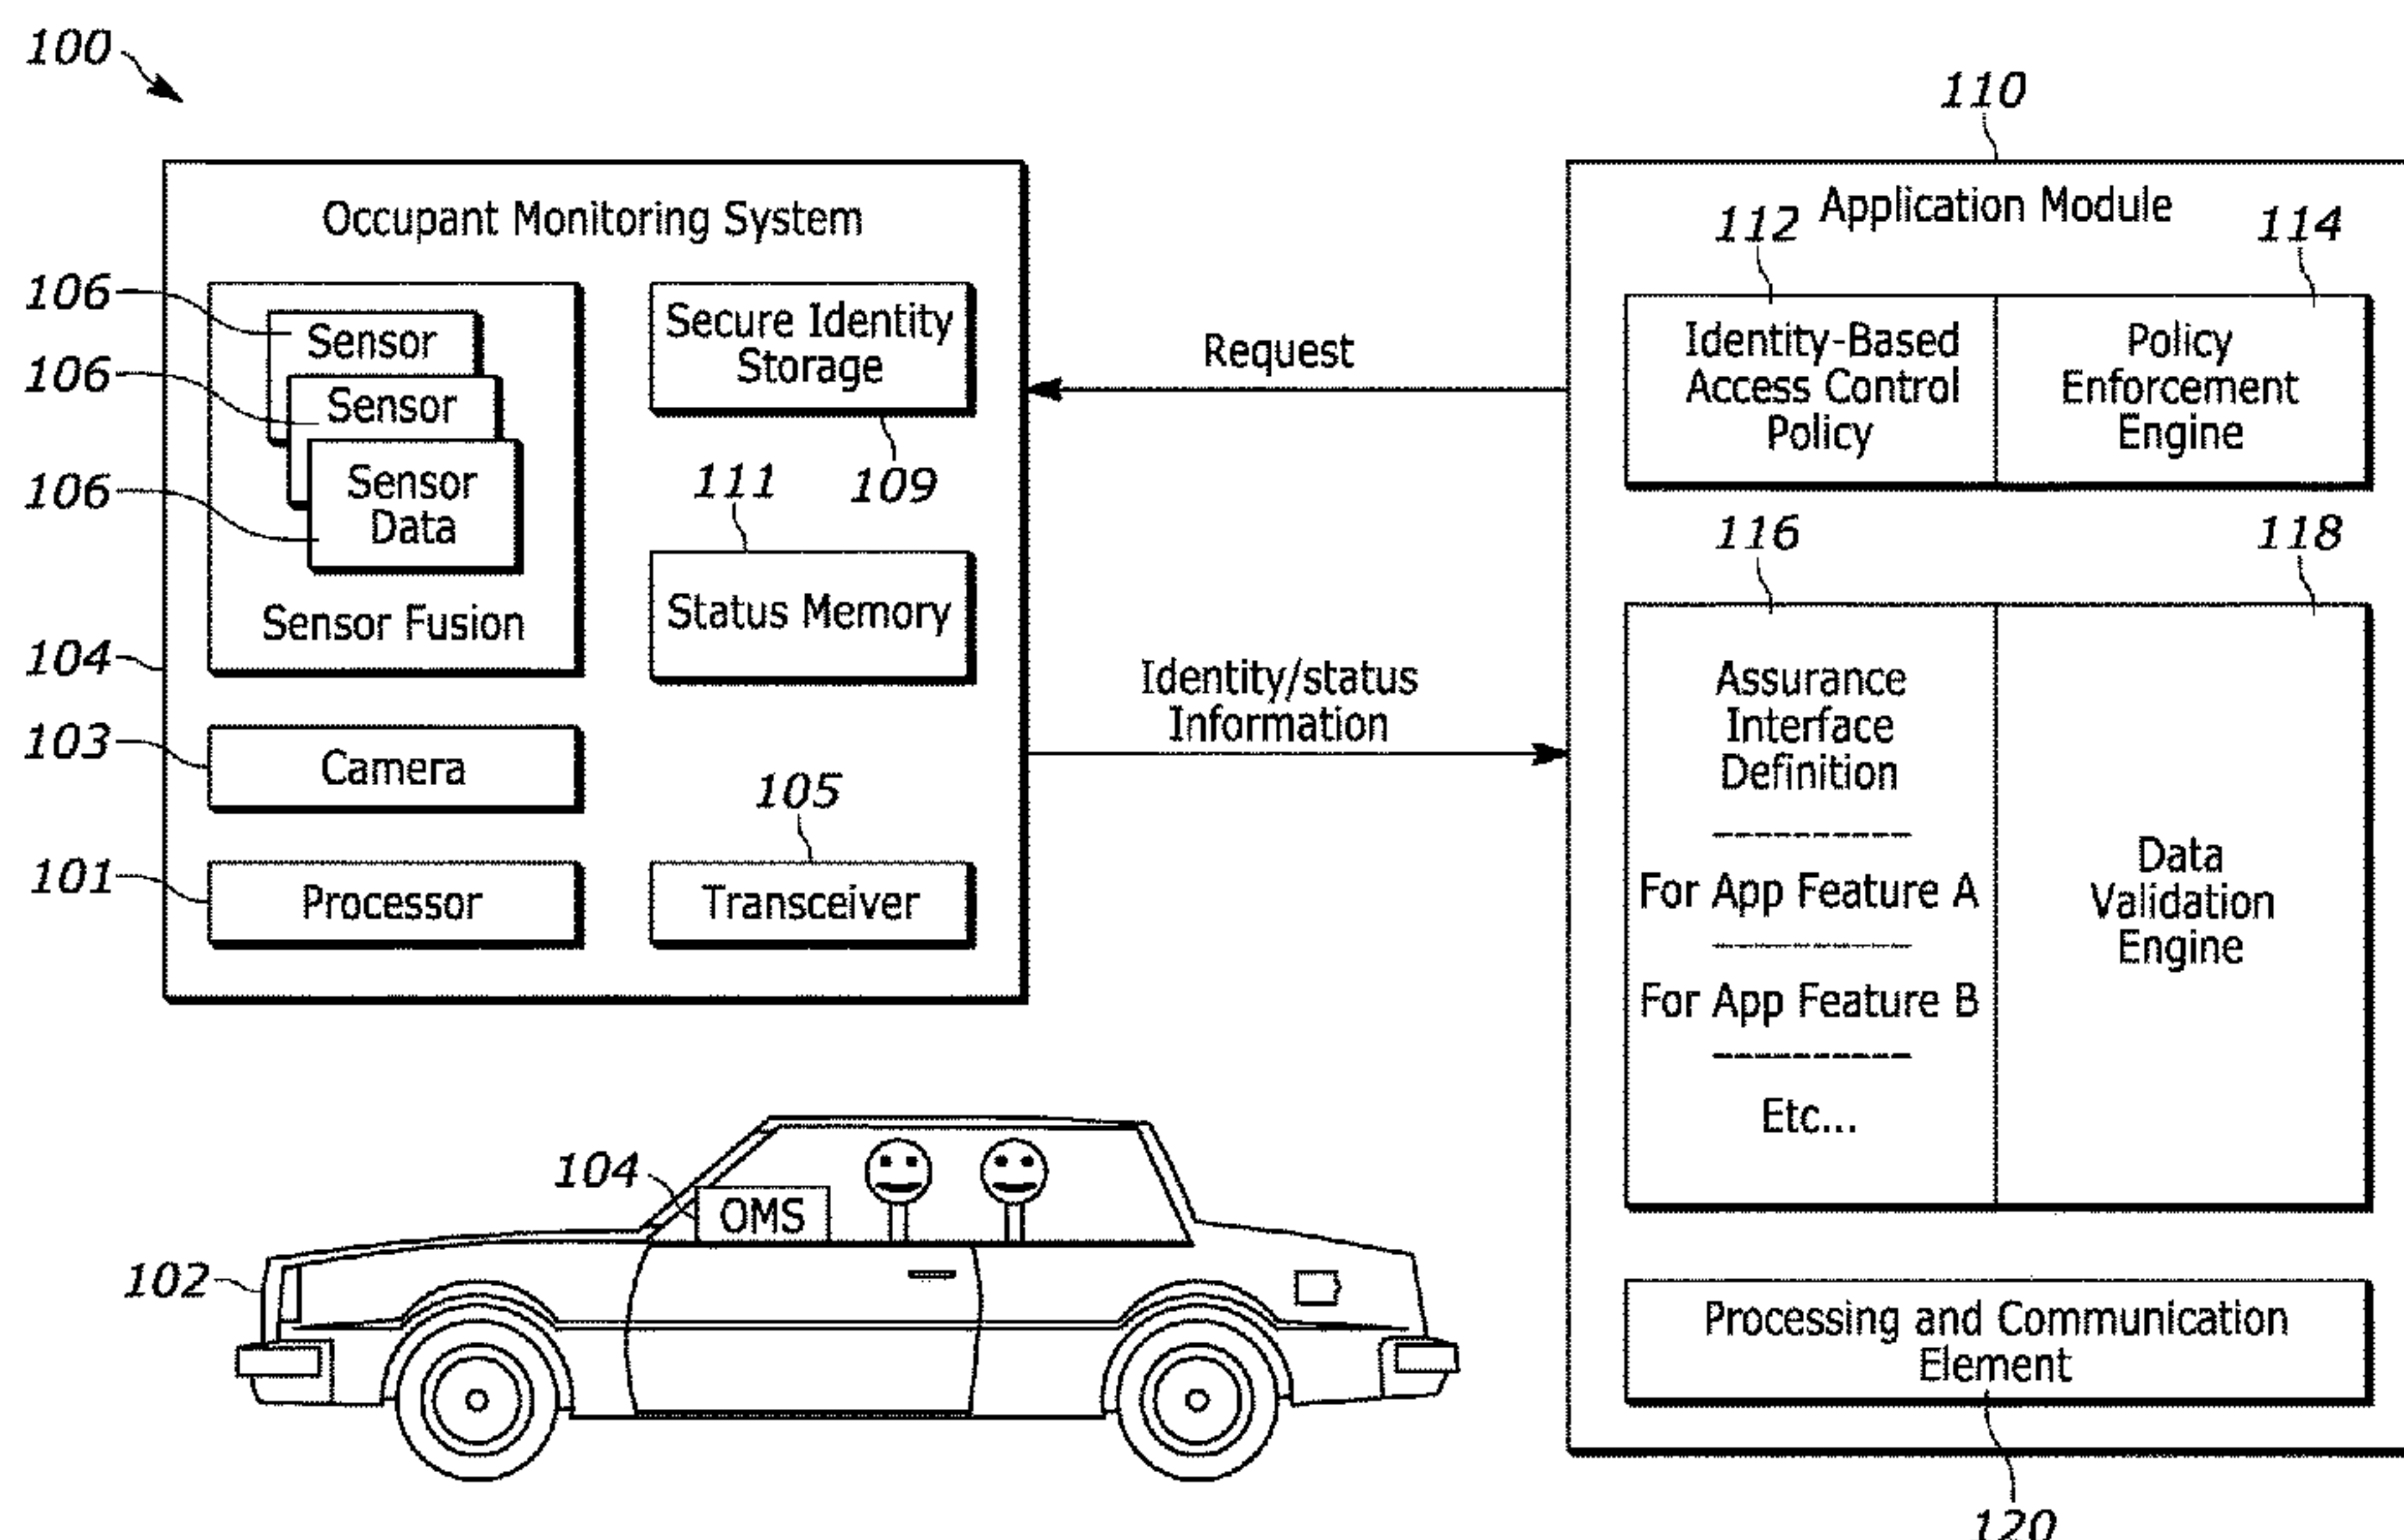 100
110
Occupant Monitoring System
Application Module
112
114
106
Sensor
106
Sensor
106
Sensor
Data
Sensor Fusion
Secure Identity
Storage
109
111
Status Memory
104
103
Camera
105
101
Processor
Transceiver
Request
Identity/status
Information
Identity-Based
Access Control
Policy
Policy
Enforcement
Engine
116
118
Assurance
Interface
Definition
For App Feature A
For App Feature B
Etc...
Data
Validation
Engine
104
OMS
102
Processing and Communication
Element
120